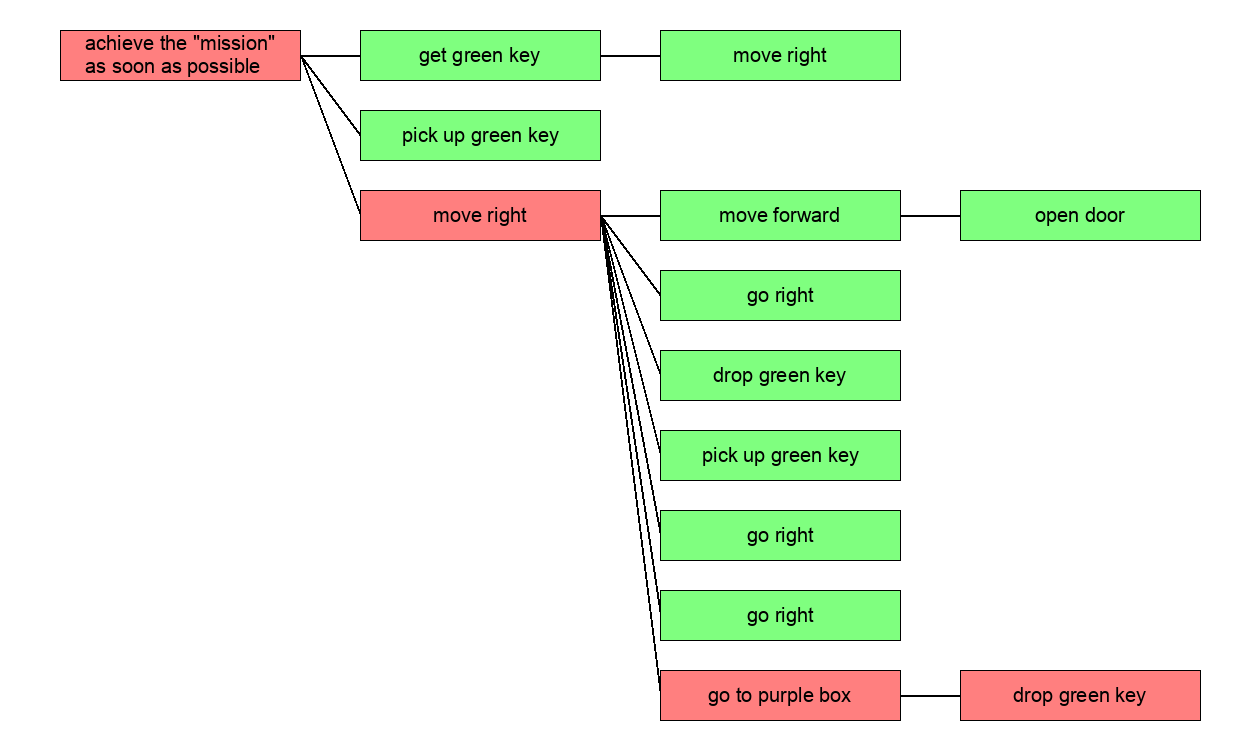 achieve the "mission"
as soon as possible
get green key
move right
pick up green key
move right
move forward
open door
go right
drop green key
pick up green key
go right
go right
go to purple box
drop green key